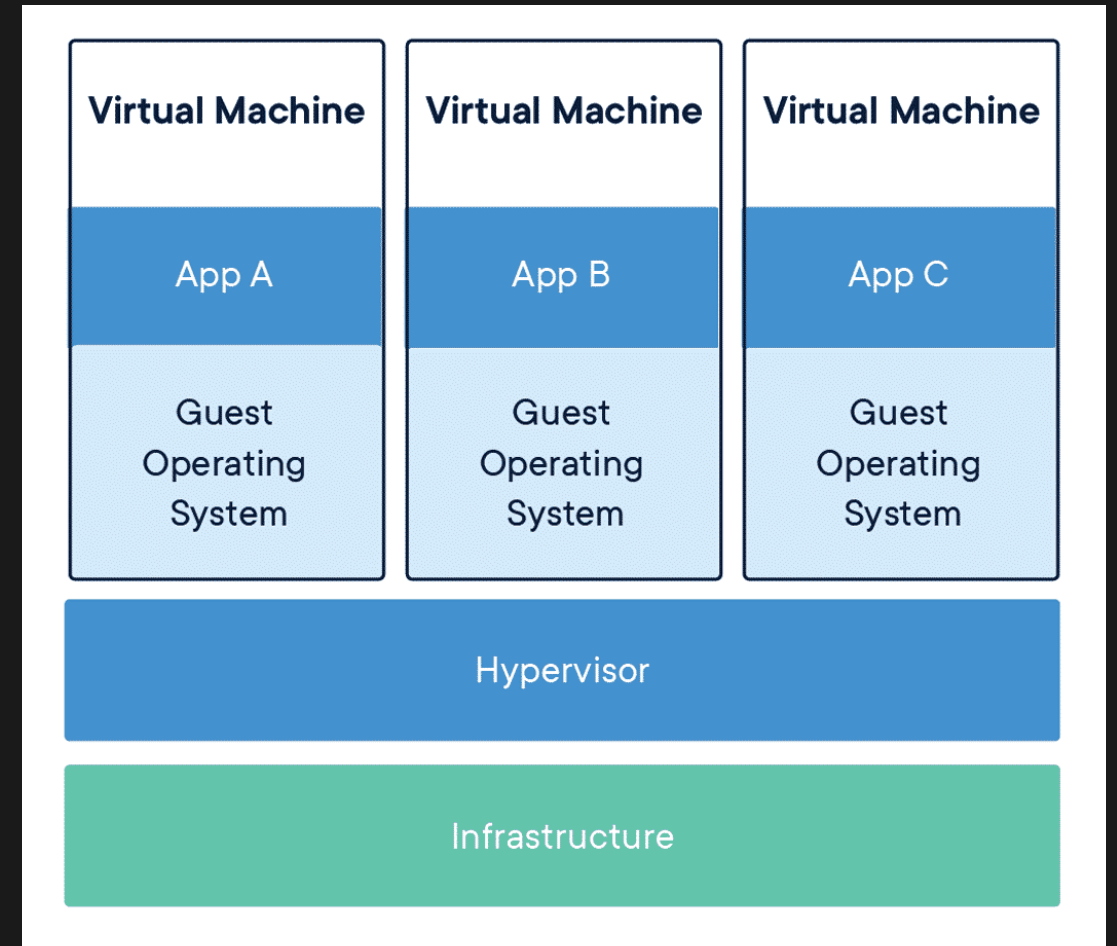 Virtual Machine
Virtual Machine
Virtual Machine
App A
App B
App C
Guest
Operating
System
Guest
Operating
System
Guest
Operating
System
Hypervisor
Infrastructure